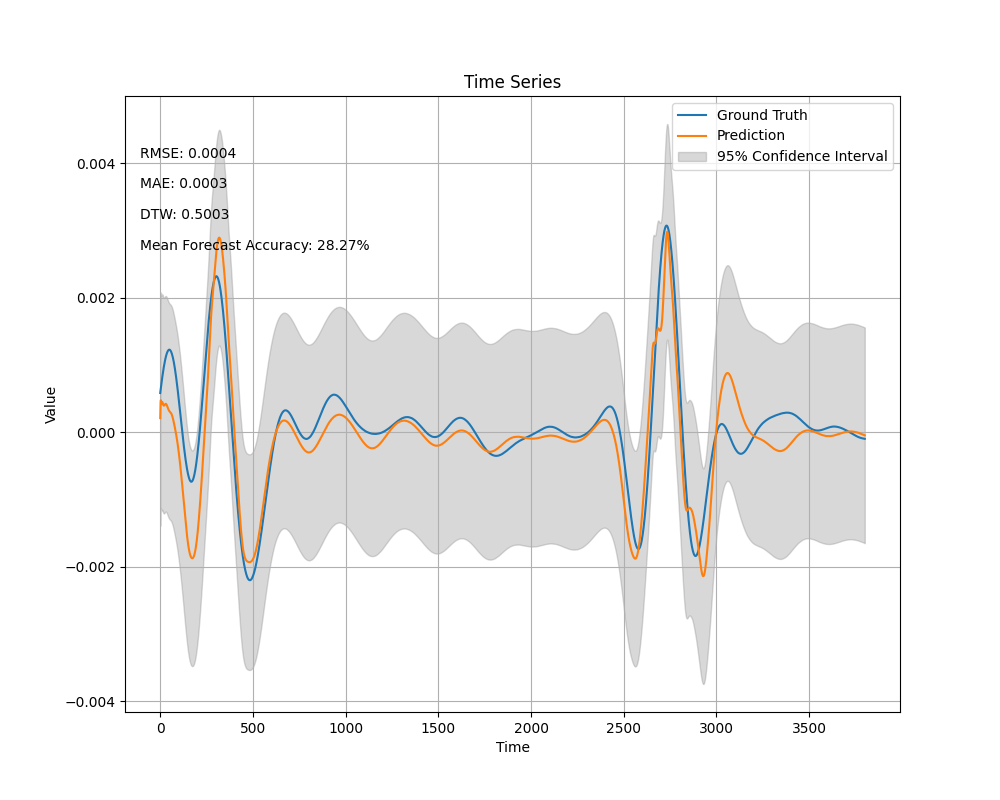 Time Series
Ground Truth
Prediction
95% Confidence Interval
RMSE: 0.0004
MAE: 0.0003
DTW: 0.5003
Mean Forecast Accuracy: 28.27%
0.004
0.002
0.000
−0.002
−0.004
Value
0 500 1000 1500 2000 2500 3000 3500
Time